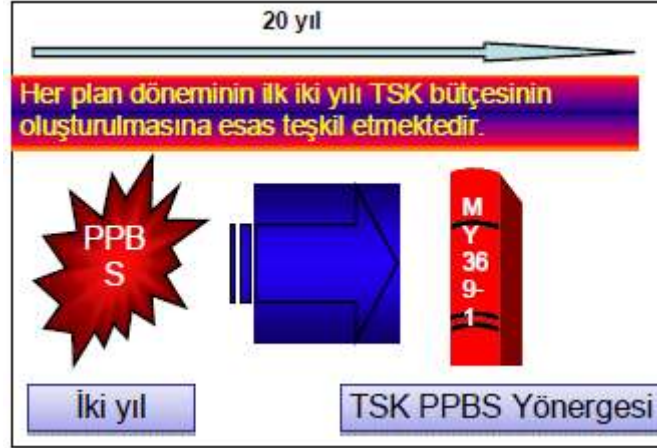 20 yıl
Her plan döneminin ilk iki yılı TSK bütçesinin
oluşturulmasına esas teşkil etmektedir.
PPB
S
M
Y
36
9-
1
İki yıl
TSK PPBS Yönergesi